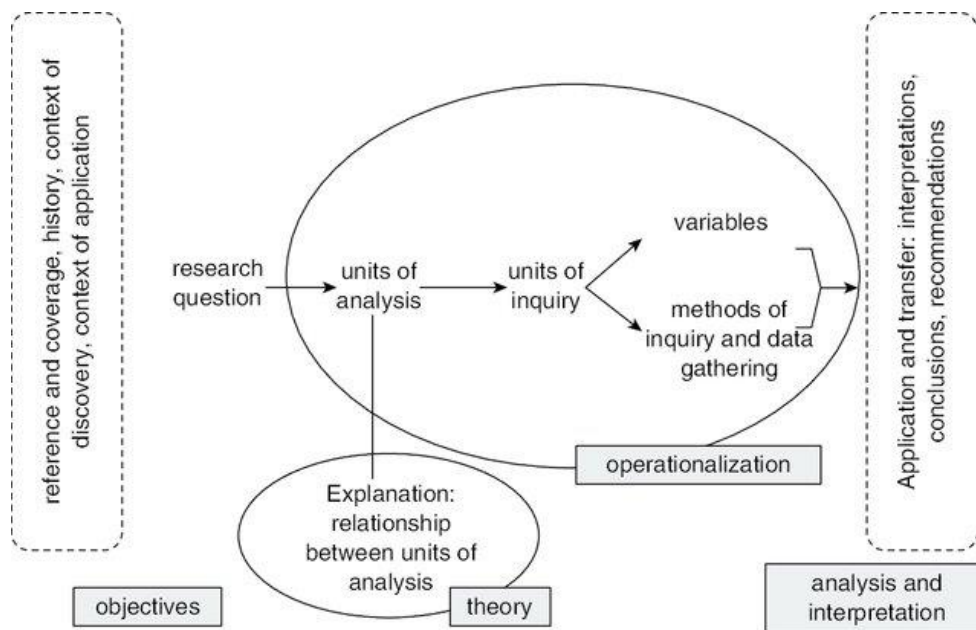 reference and coverage, history, context of
discovery, context of application
research
question
units of
analysis
units of
inquiry
variables
methods of
inquiry and data
gathering
operationalization
Explanation:
relationship
between units of
analysis
theory
objectives
Application and transfer: interpretations,
conclusions, recommendations
analysis and
interpretation